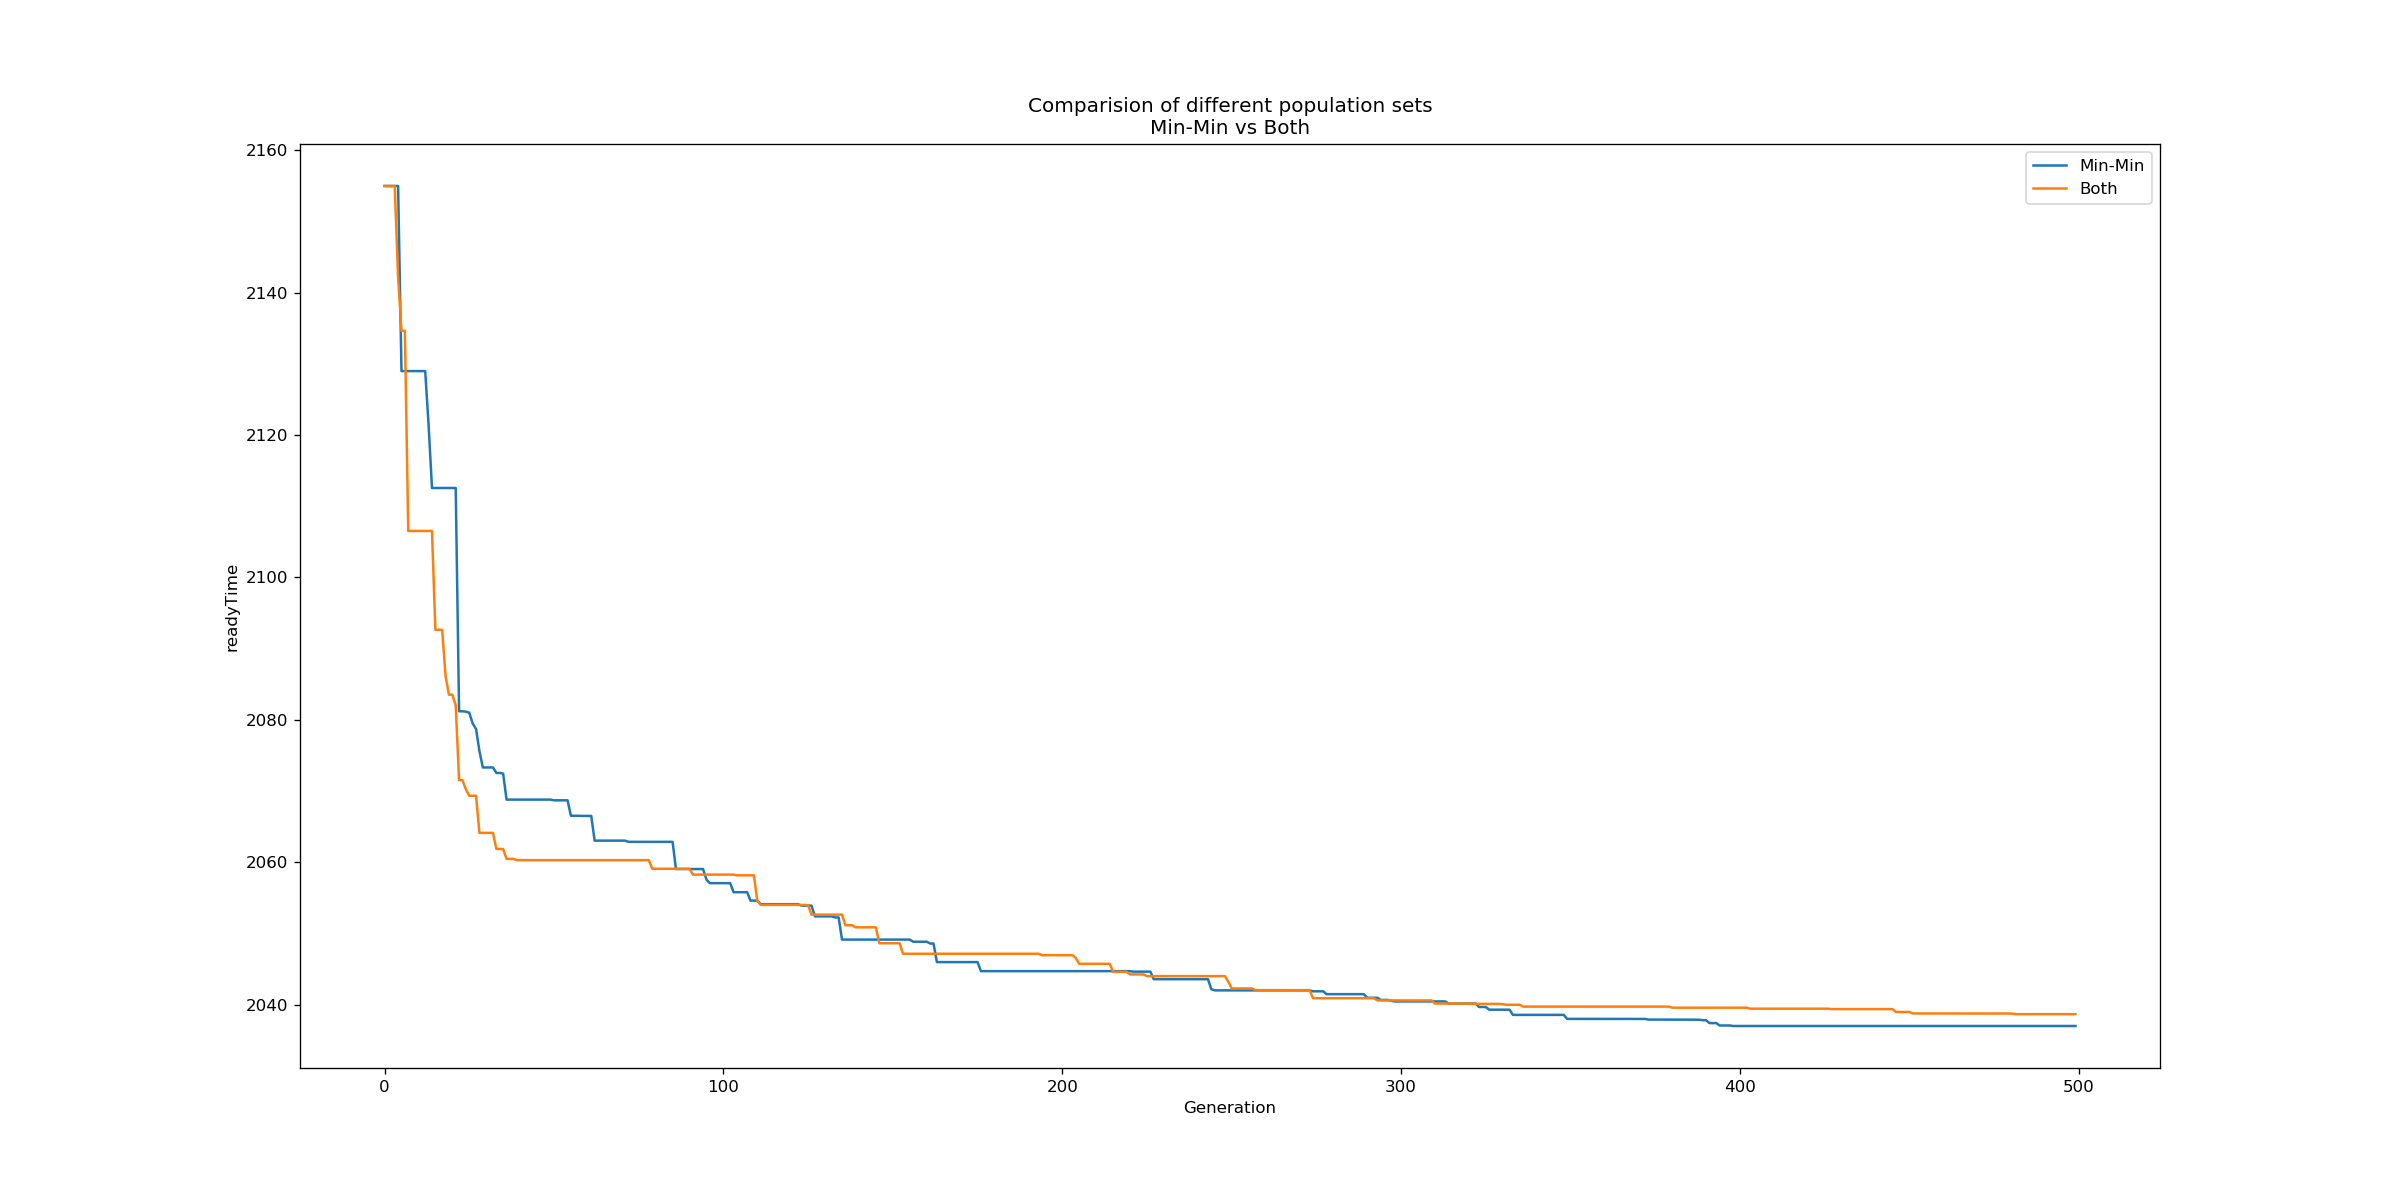 Comparision of different population sets
Min-Min vs Both
Min-Min
Both
readyTime
2160
2140
2120
2100
2080
2060
2040
0 100 200 300 400 500
Generation